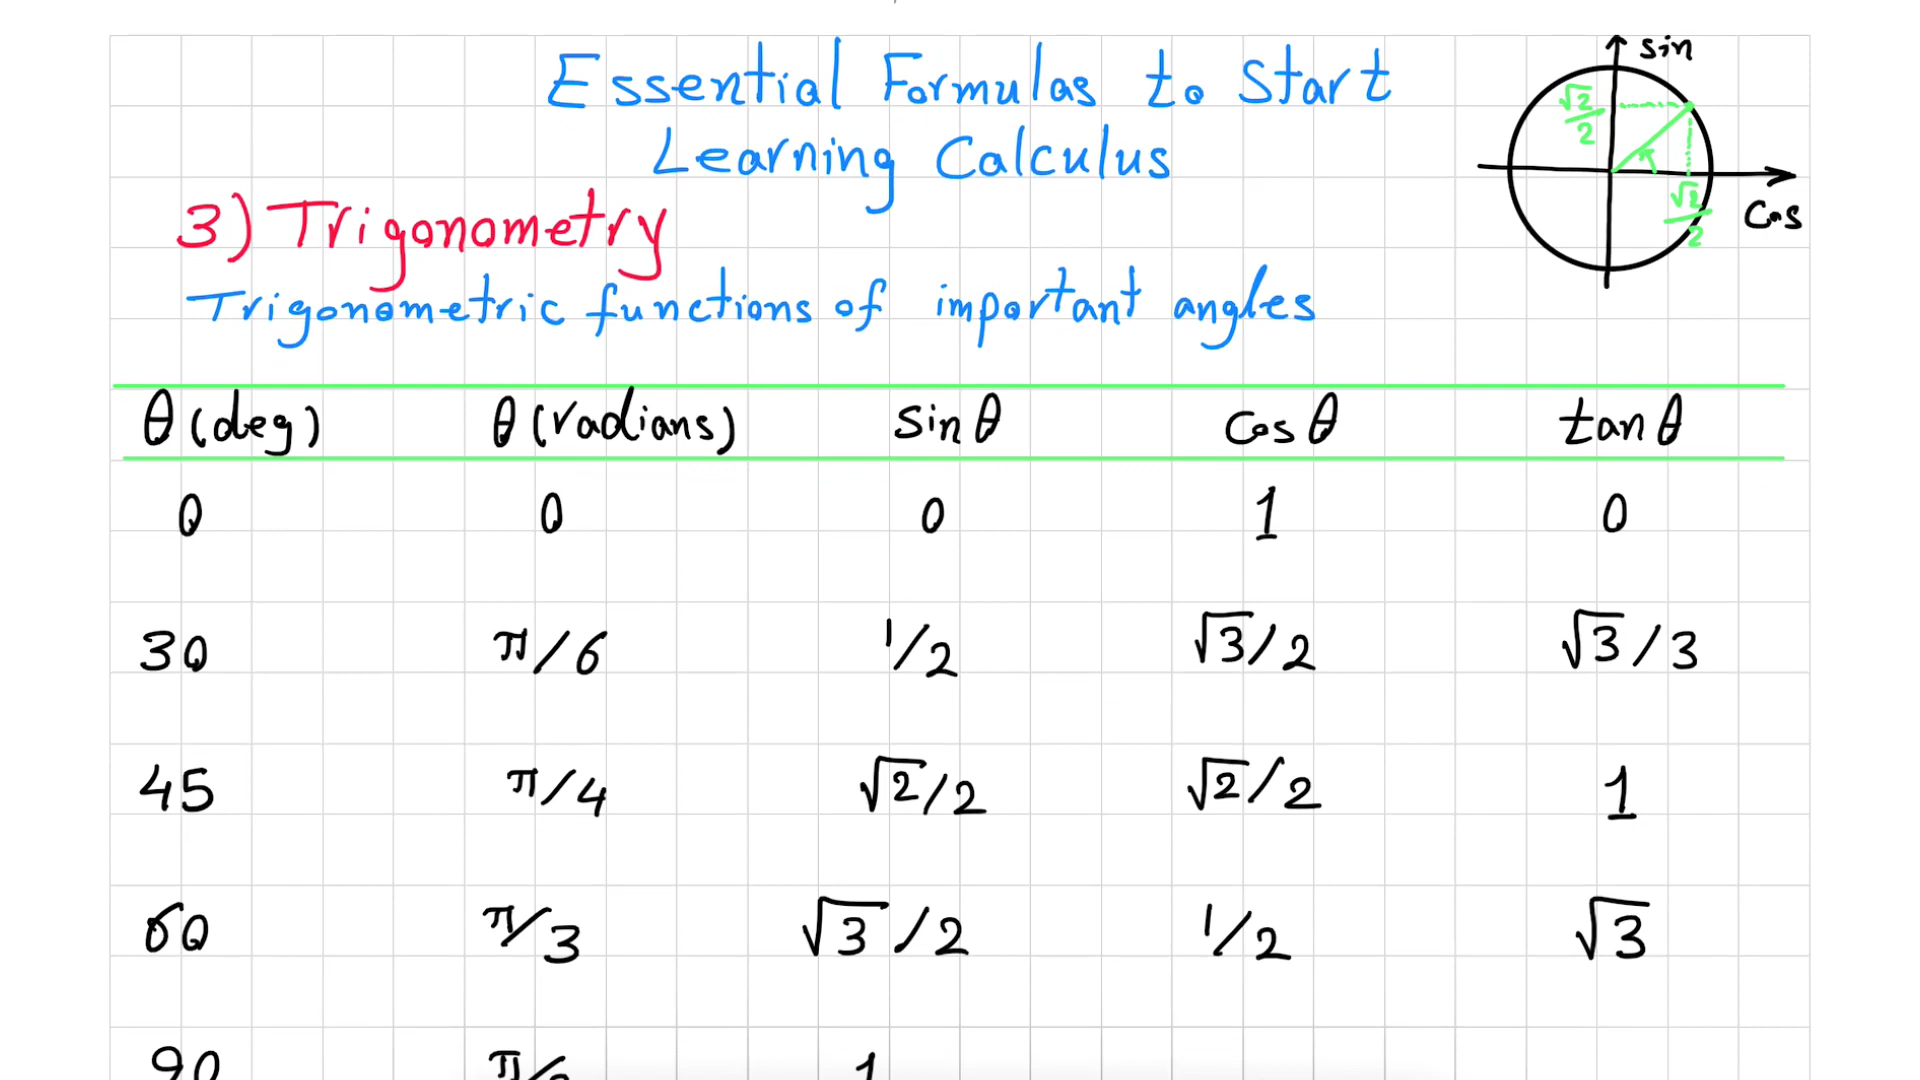 Essential Formulas to Start
Learning Calculus
sin
√2/2
√2/2
Cos
3) Trigonometry
Trigonometric functions of important angles
θ (deg) θ (radians) sin θ Cos θ tan θ
0 0 0 1 0
30 π/6 1/2 √3/2 √3/3
45 π/4 √2/2 √2/2 1
60 π/3 √3/2 1/2 √3
90 π/ 1